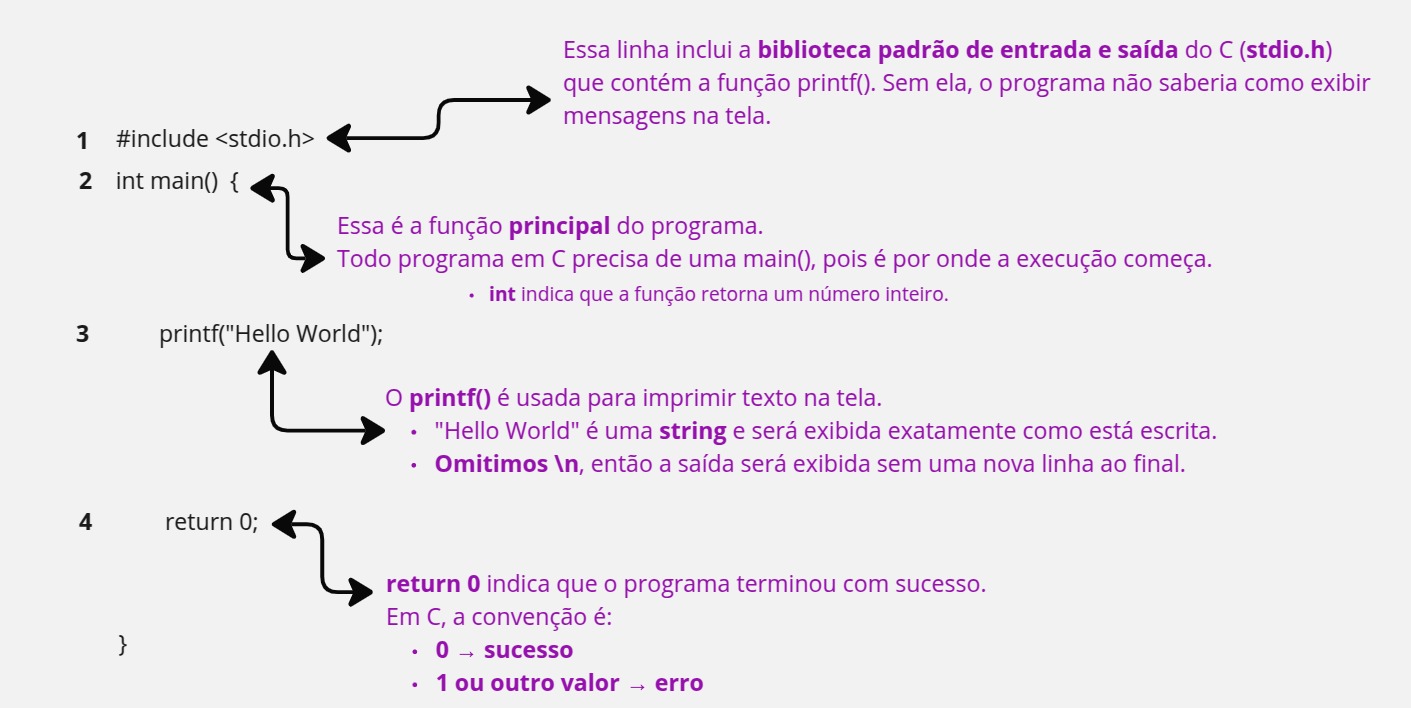 Essa linha inclui a biblioteca padrão de entrada e saída do C (stdio.h)
que contém a função printf(). Sem ela, o programa não saberia como exibir
mensagens na tela.
1 #include <stdio.h>
2 int main() {
Essa é a função principal do programa.
Todo programa em C precisa de uma main(), pois é por onde a execução começa.
• int indica que a função retorna um número inteiro.
3 printf("Hello World");
O printf() é usada para imprimir texto na tela.
• "Hello World" é uma string e será exibida exatamente como está escrita.
• Omitimos \n, então a saída será exibida sem uma nova linha ao final.
4 return 0;
return 0 indica que o programa terminou com sucesso.
Em C, a convenção é:
}
• 0 → sucesso
• 1 ou outro valor → erro